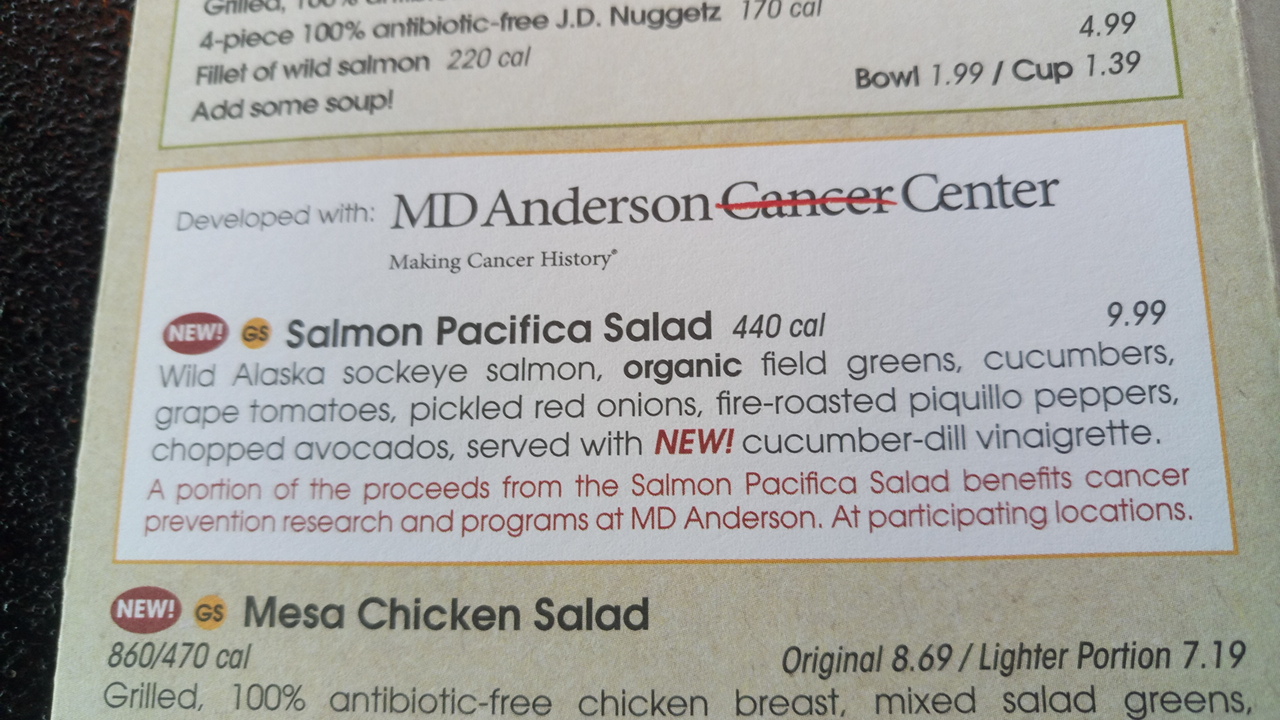 Grilled, 100%
4-piece 100% antibiotic-free J.D. Nuggetz 170 cal
4.99
Fillet of wild salmon 220 cal
Bowl 1.99 / Cup 1.39
Add some soup!
Developed with: MD Anderson Cancer Center
Making Cancer History®
NEW! GS Salmon Pacifica Salad 440 cal 9.99
Wild Alaska sockeye salmon, organic field greens, cucumbers,
grape tomatoes, pickled red onions, fire-roasted piquillo peppers,
chopped avocados, served with NEW! cucumber-dill vinaigrette.
A portion of the proceeds from the Salmon Pacifica Salad benefits cancer
prevention research and programs at MD Anderson. At participating locations.
NEW! GS Mesa Chicken Salad
860/470 cal Original 8.69 / Lighter Portion 7.19
Grilled, 100% antibiotic-free chicken breast, mixed salad greens,